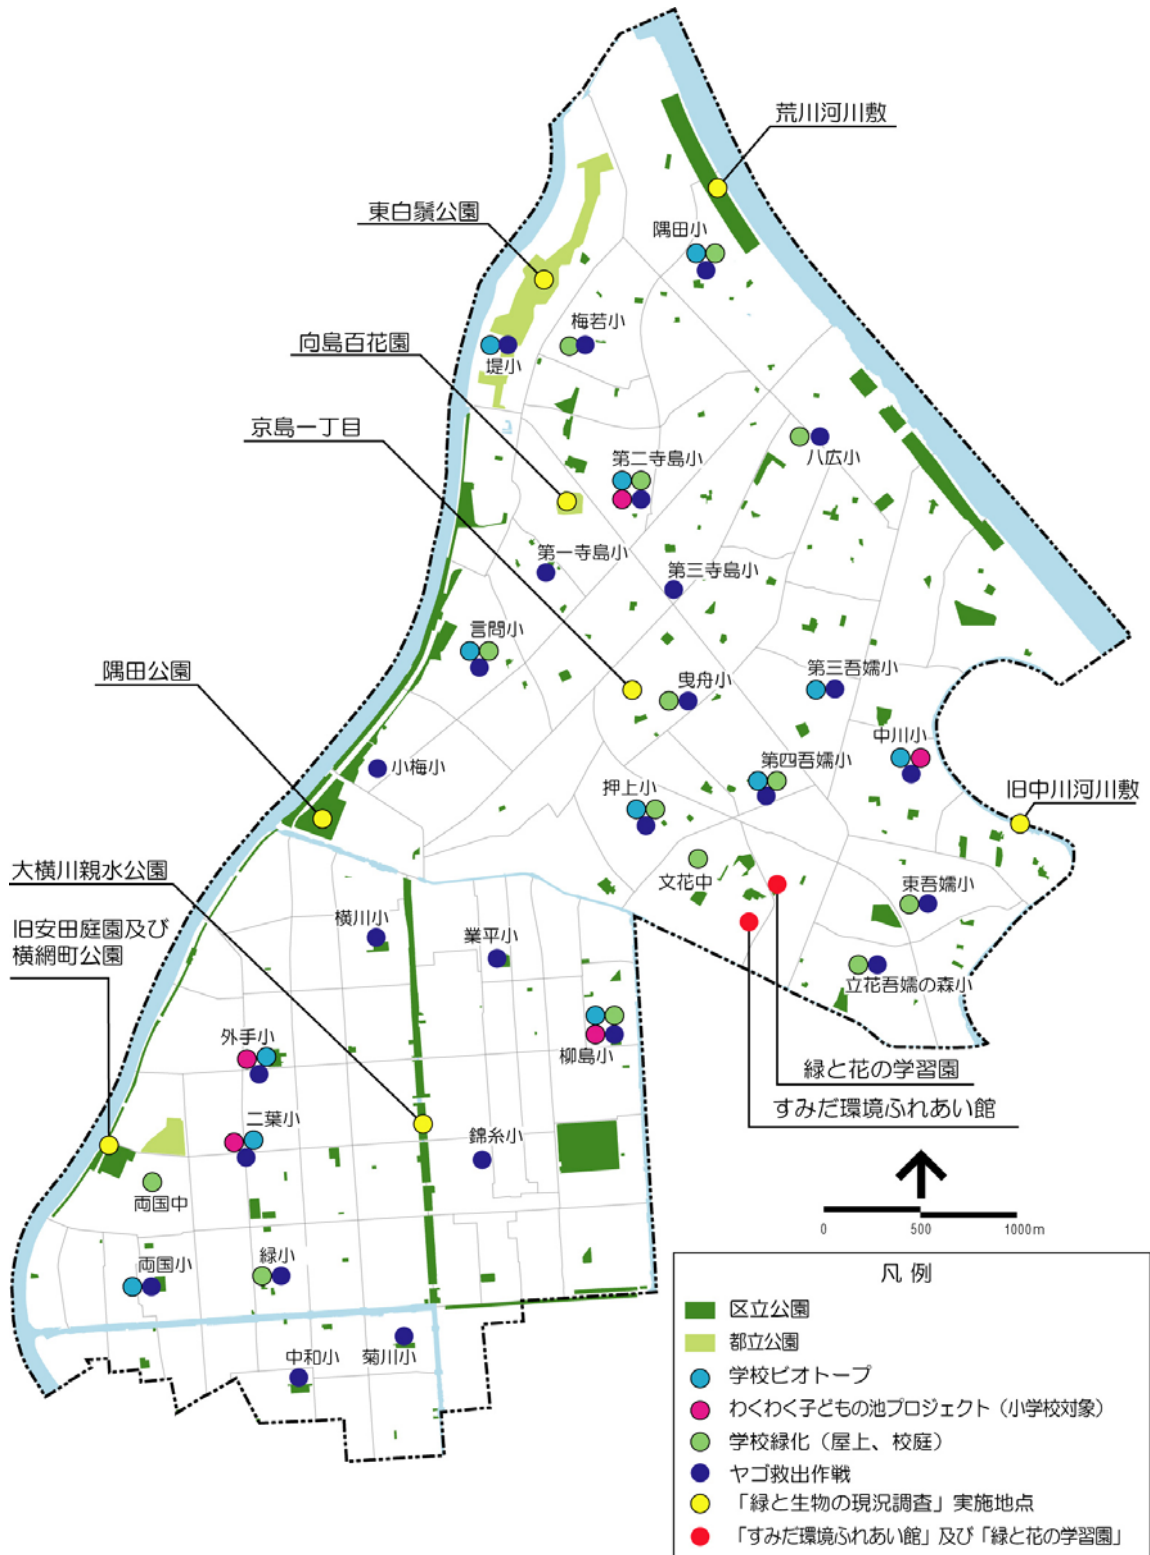 荒川河川敷
東白鬚公園
隅田小
梅若小
向島百花園
堤小
京島一丁目
八広小
第二寺島小
第一寺島小
第三寺島小
言問小
隅田公園
曳舟小
第三吾嬬小
中川小
小梅小
第四吾嬬小
押上小
旧中川河川敷
大横川親水公園
文花中
東吾嬬小
旧安田庭園及び
横網町公園
横川小
業平小
立花吾嬬の森小
外手小
柳島小
緑と花の学習園
すみだ環境ふれあい館
二葉小
錦糸小
両国中
0 500 1000m
両国小
緑小
中和小
菊川小
凡 例
区立公園
都立公園
学校ビオトープ
わくわく子どもの池プロジェクト（小学校対象）
学校緑化（屋上、校庭）
ヤゴ救出作戦
「緑と生物の現況調査」実施地点
「すみだ環境ふれあい館」及び「緑と花の学習園」